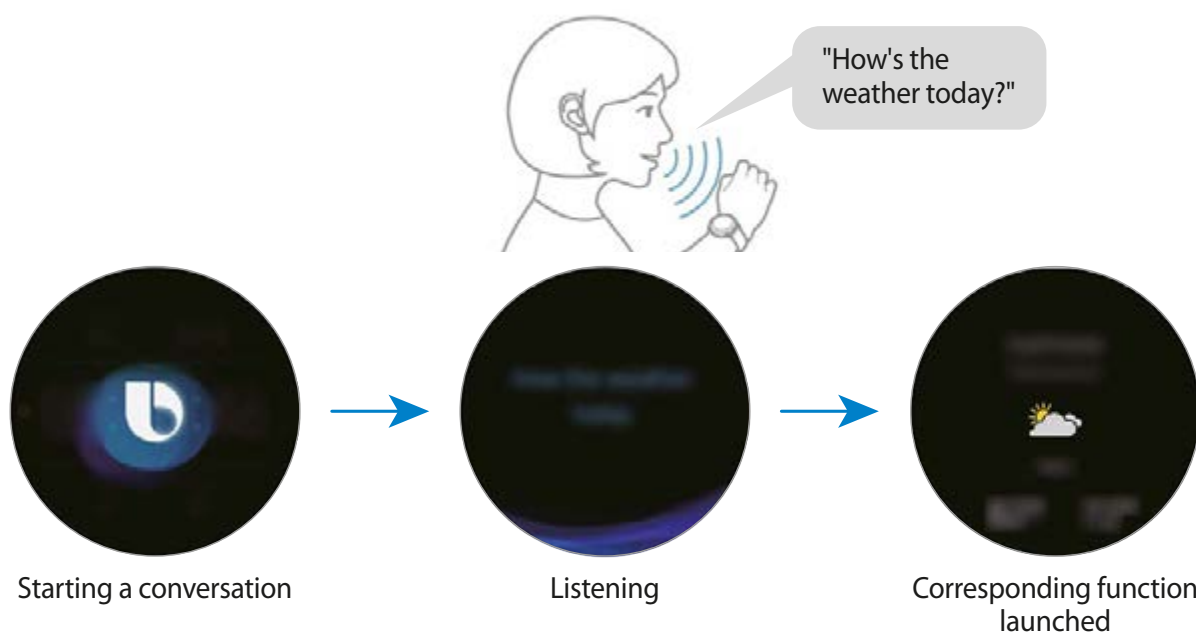 "How's the
weather today?"
Starting a conversation
Listening
Corresponding function
launched